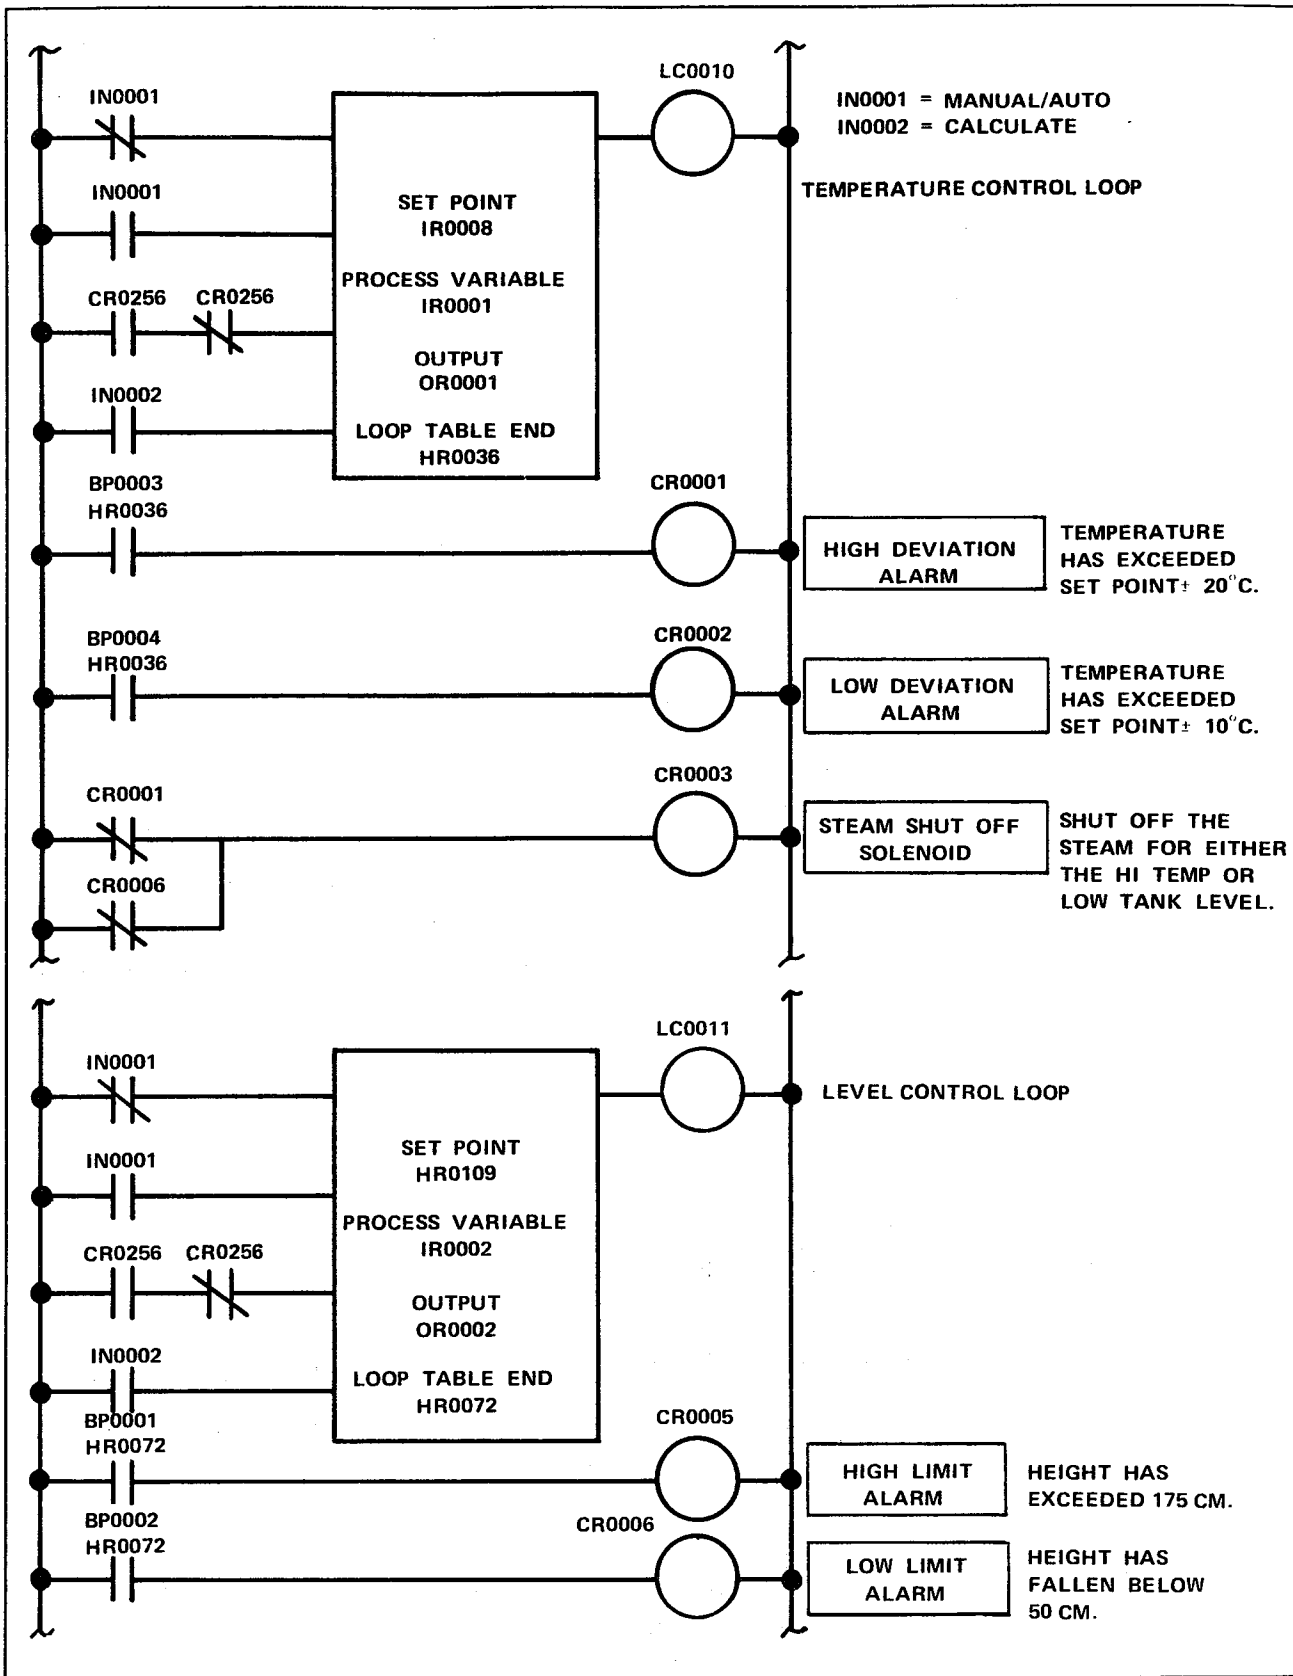 LC0010
IN0001
IN0001 = MANUAL/AUTO
IN0002 = CALCULATE
TEMPERATURE CONTROL LOOP
IN0001
SET POINT
IR0008
PROCESS VARIABLE
IR0001
CR0256 CR0256
OUTPUT
OR0001
IN0002
LOOP TABLE END
HR0036
BP0003
HR0036
CR0001
HIGH DEVIATION
ALARM
TEMPERATURE
HAS EXCEEDED
SET POINT± 20°C.
BP0004
HR0036
CR0002
LOW DEVIATION
ALARM
TEMPERATURE
HAS EXCEEDED
SET POINT± 10°C.
CR0001
CR0003
STEAM SHUT OFF
SOLENOID
SHUT OFF THE
STEAM FOR EITHER
THE HI TEMP OR
LOW TANK LEVEL.
CR0006
LC0011
IN0001
LEVEL CONTROL LOOP
IN0001
SET POINT
HR0109
PROCESS VARIABLE
IR0002
CR0256 CR0256
OUTPUT
OR0002
IN0002
LOOP TABLE END
HR0072
BP0001
HR0072
CR0005
HIGH LIMIT
ALARM
HEIGHT HAS
EXCEEDED 175 CM.
BP0002
HR0072
CR0006
LOW LIMIT
ALARM
HEIGHT HAS
FALLEN BELOW
50 CM.